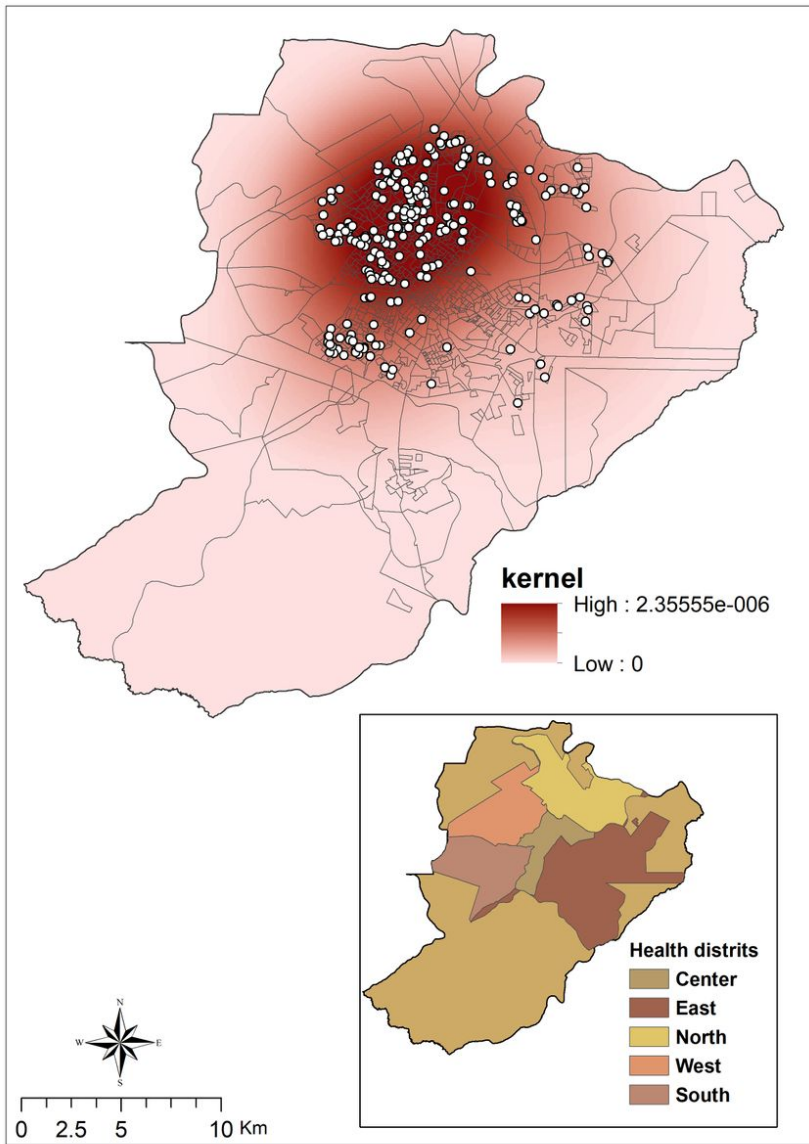 kernel
High : 2.35555e-006
Low : 0
Health distrits
Center
East
North
West
South
N
W E
S
0 2.5 5 10 Km